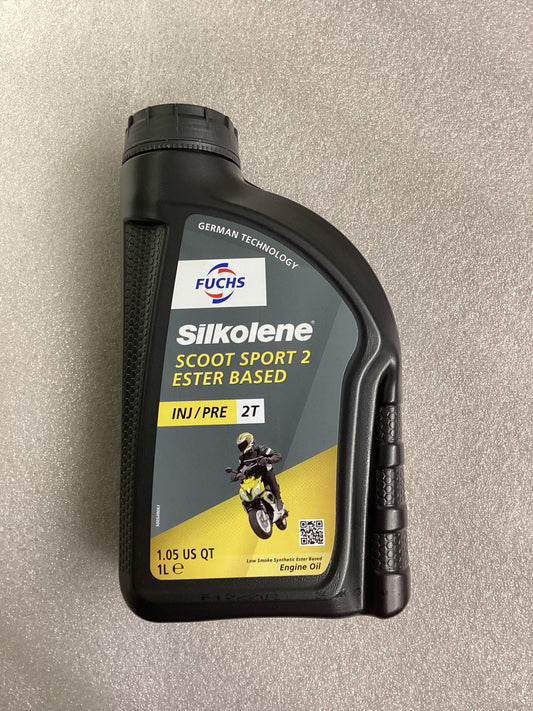 GERMAN TECHNOLOGY
FUCHS
Silkolene®
SCOOT SPORT 2
ESTER BASED
INJ/PRE 2T
1.05 US QT
1L e
Low Smoke Synthetic Ester Based
Engine Oil